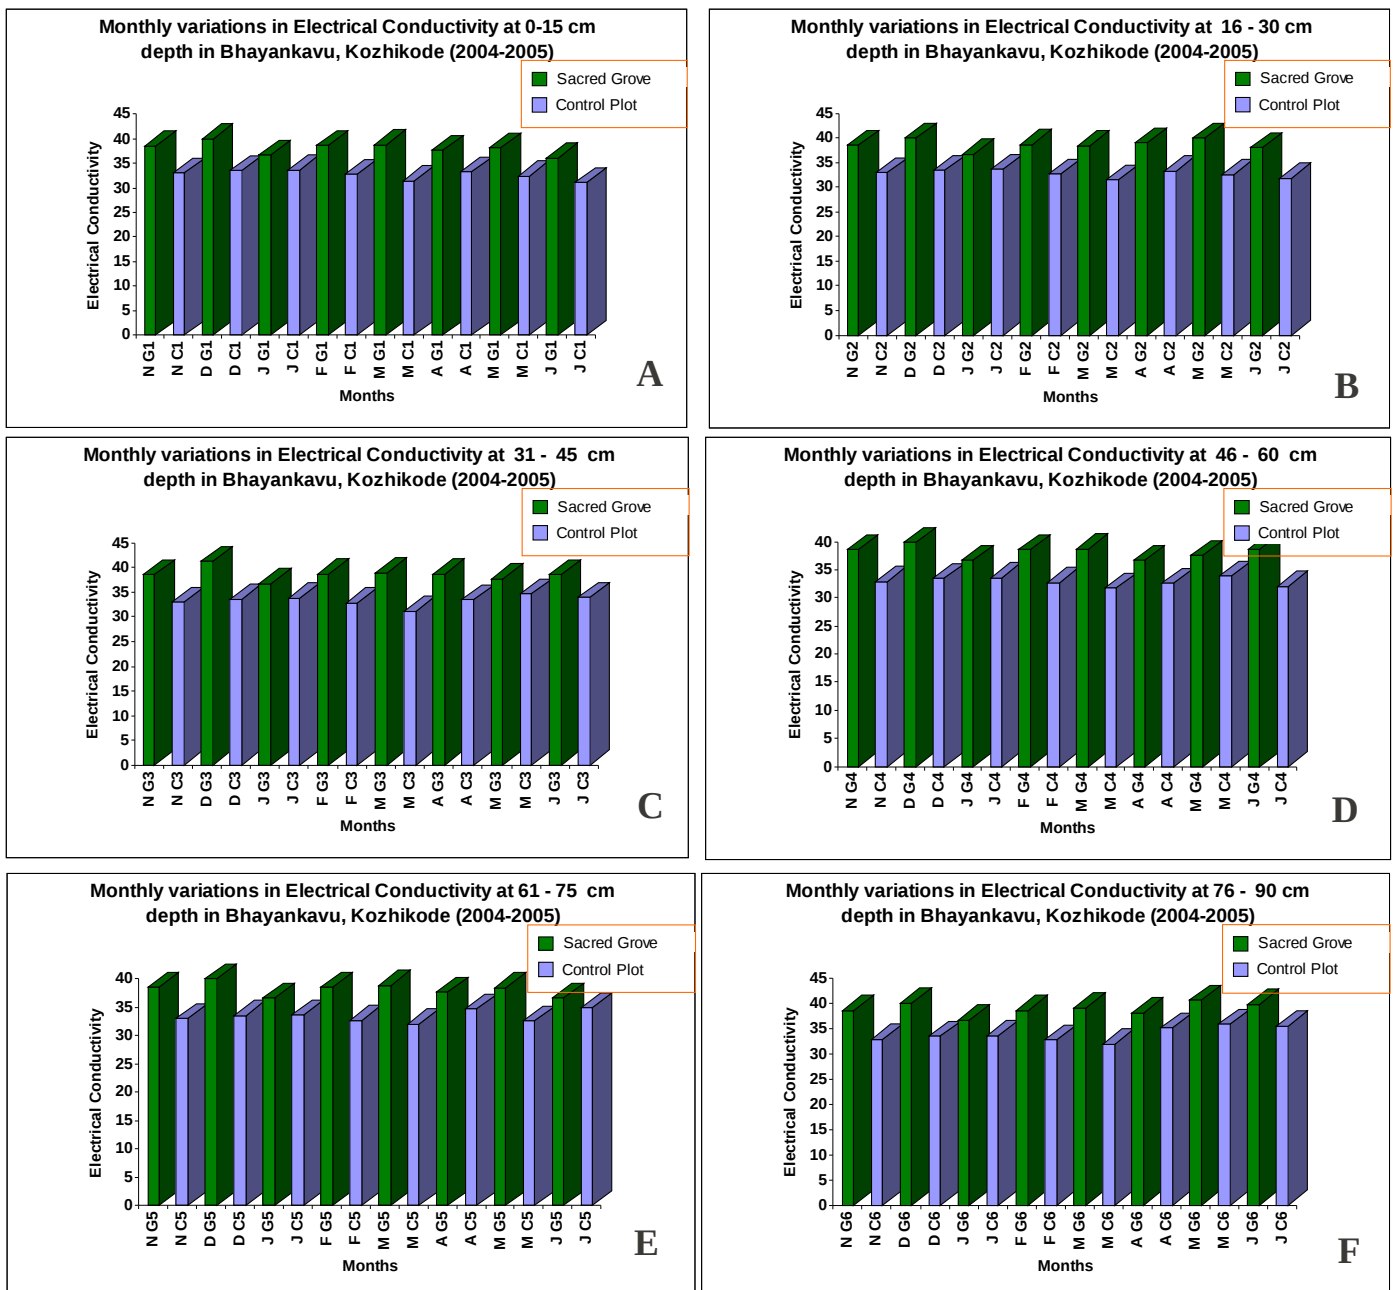 Monthly variations in Electrical Conductivity at 0-15 cm
depth in Bhayankavu, Kozhikode (2004-2005)
Sacred Grove
Control Plot
45
40
35
30
25
20
15
10
5
0
Electrical Conductivity
N G1
N C1
D G1
D C1
J G1
J C1
F G1
F C1
M G1
M C1
A G1
A C1
M G1
M C1
J G1
J C1
Months
A
Monthly variations in Electrical Conductivity at 16 - 30 cm
depth in Bhayankavu, Kozhikode (2004-2005)
Sacred Grove
Control Plot
45
40
35
30
25
20
15
10
5
0
Electrical Conductivity
N G2
N C2
D G2
D C2
J G2
J C2
F G2
F C2
M G2
M C2
A G2
A C2
M G2
M C2
J G2
J C2
Months
B
Monthly variations in Electrical Conductivity at 31 - 45 cm
depth in Bhayankavu, Kozhikode (2004-2005)
Sacred Grove
Control Plot
45
40
35
30
25
20
15
10
5
0
Electrical Conductivity
N G3
N C3
D G3
D C3
J G3
J C3
F G3
F C3
M G3
M C3
A G3
A C3
M G3
M C3
J G3
J C3
Months
C
Monthly variations in Electrical Conductivity at 46 - 60 cm
depth in Bhayankavu, Kozhikode (2004-2005)
Sacred Grove
Control Plot
40
35
30
25
20
15
10
5
0
Electrical Conductivity
N G4
N C4
D G4
D C4
J G4
J C4
F G4
F C4
M G4
M C4
A G4
A C4
M G4
M C4
J G4
J C4
Months
D
Monthly variations in Electrical Conductivity at 61 - 75 cm
depth in Bhayankavu, Kozhikode (2004-2005)
Sacred Grove
Control Plot
40
35
30
25
20
15
10
5
0
Electrical Conductivity
N G5
N C5
D G5
D C5
J G5
J C5
F G5
F C5
M G5
M C5
A G5
A C5
M G5
M C5
J G5
J C5
Months
E
Monthly variations in Electrical Conductivity at 76 - 90 cm
depth in Bhayankavu, Kozhikode (2004-2005)
Sacred Grove
Control Plot
45
40
35
30
25
20
15
10
5
0
Electrical Conductivity
N G6
N C6
D G6
D C6
J G6
J C6
F G6
F C6
M G6
M C6
A G6
A C6
M G6
M C6
J G6
J C6
Months
F